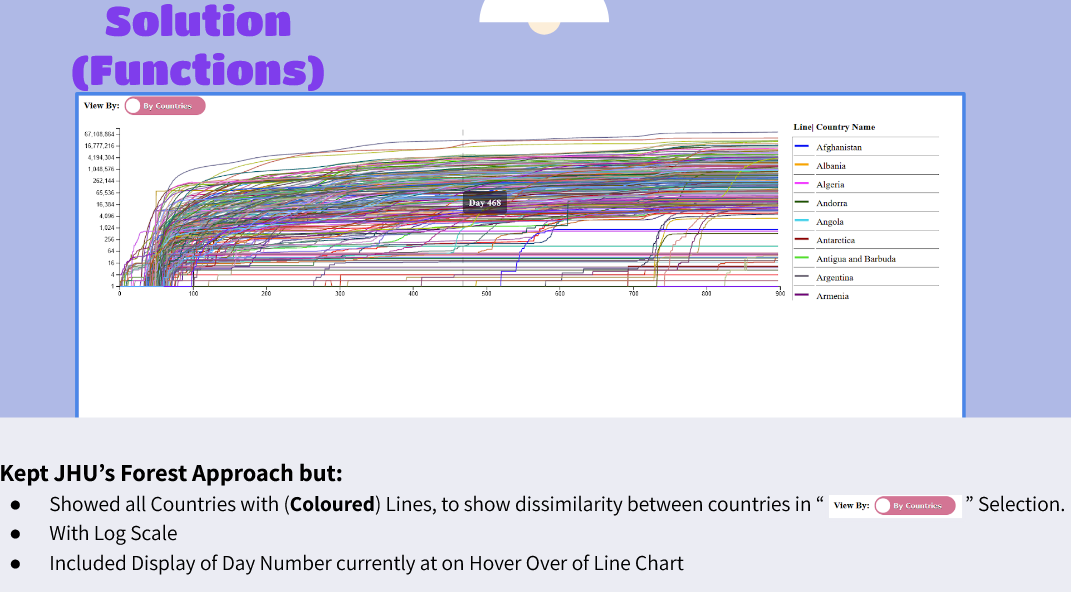 Solution
(Functions)
View By: By Countries
67,108,864
16,777,216
4,194,304
1,048,576
262,144
65,536
16,384
4,096
1,024
256
64
16
4
1
0 100 200 300 400 500 600 700 800 900
Day 468
Line| Country Name
Afghanistan
Albania
Algeria
Andorra
Angola
Antarctica
Antigua and Barbuda
Argentina
Armenia
Kept JHU’s Forest Approach but:
● Showed all Countries with (Coloured) Lines, to show dissimilarity between countries in “ View By: By Countries ” Selection.
● With Log Scale
● Included Display of Day Number currently at on Hover Over of Line Chart